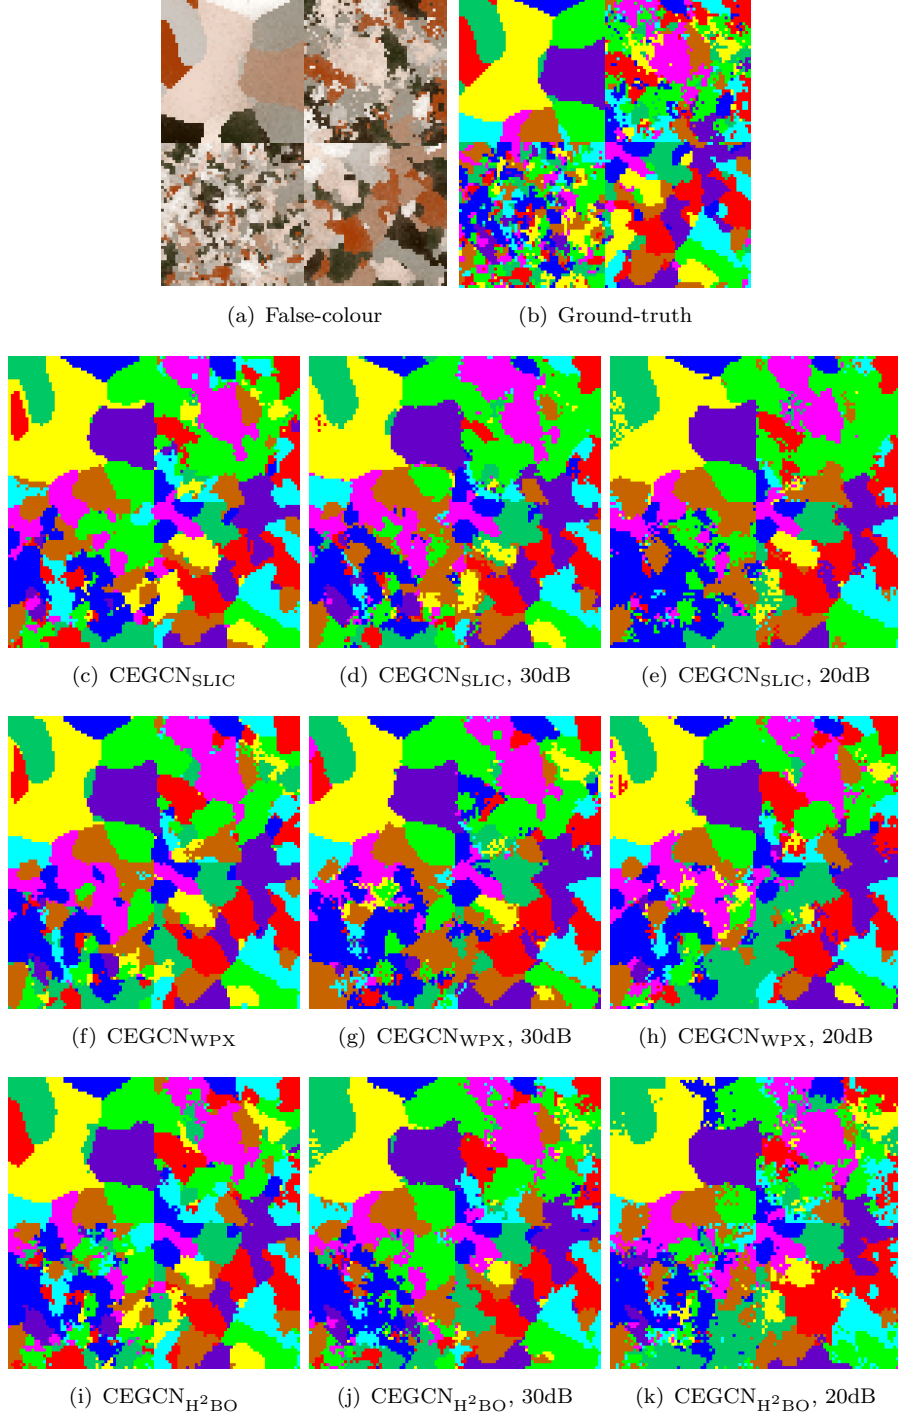 (a) False-colour
(b) Ground-truth
(c) CEGCN_SLIC
(d) CEGCN_SLIC, 30dB
(e) CEGCN_SLIC, 20dB
(f) CEGCN_WPX
(g) CEGCN_WPX, 30dB
(h) CEGCN_WPX, 20dB
(i) CEGCN_H²BO
(j) CEGCN_H²BO, 30dB
(k) CEGCN_H²BO, 20dB